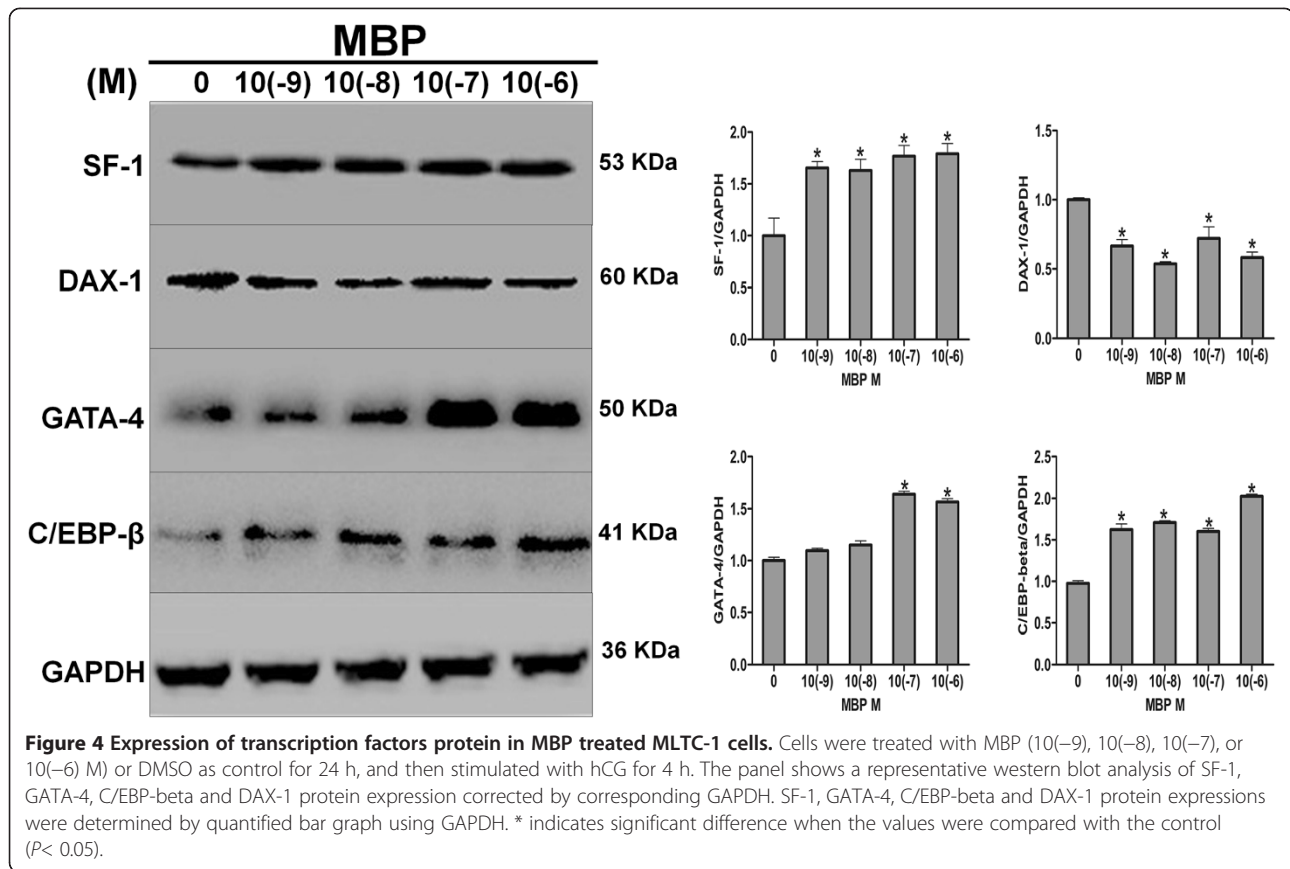 MBP
(M) 0 10(-9) 10(-8) 10(-7) 10(-6)
SF-1 53 KDa
DAX-1 60 KDa
GATA-4 50 KDa
C/EBP-β 41 KDa
GAPDH 36 KDa
SF-1/GAPDH
2.0
1.5
1.0
0.5
0.0
* * * *
0 10(-9) 10(-8) 10(-7) 10(-6)
MBP M
DAX-1/GAPDH
1.5
1.0
0.5
0.0
* * * *
0 10(-9) 10(-8) 10(-7) 10(-6)
MBP M
GATA-4/GAPDH
2.0
1.5
1.0
0.5
0.0
* *
0 10(-9) 10(-8) 10(-7) 10(-6)
MBP M
C/EBP-beta/GAPDH
2.5
2.0
1.5
1.0
0.5
0.0
* * * *
0 10(-9) 10(-8) 10(-7) 10(-6)
MBP M
Figure 4 Expression of transcription factors protein in MBP treated MLTC-1 cells. Cells were treated with MBP (10(−9), 10(−8), 10(−7), or
10(−6) M) or DMSO as control for 24 h, and then stimulated with hCG for 4 h. The panel shows a representative western blot analysis of SF-1,
GATA-4, C/EBP-beta and DAX-1 protein expression corrected by corresponding GAPDH. SF-1, GATA-4, C/EBP-beta and DAX-1 protein expressions
were determined by quantified bar graph using GAPDH. * indicates significant difference when the values were compared with the control
(P< 0.05).